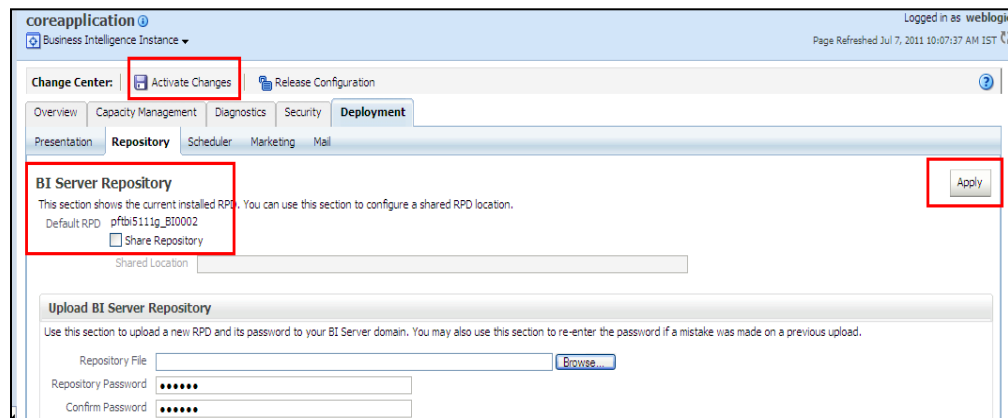 coreapplication
Logged in as weblogic
Business Intelligence Instance
Page Refreshed Jul 7, 2011 10:07:37 AM IST
Change Center: Activate Changes Release Configuration
Overview Capacity Management Diagnostics Security Deployment
Presentation Repository Scheduler Marketing Mail
BI Server Repository
Apply
This section shows the current installed RPD. You can use this section to configure a shared RPD location.
Default RPD pftbi5111g_BI0002
Share Repository
Shared Location
Upload BI Server Repository
Use this section to upload a new RPD and its password to your BI Server domain. You may also use this section to re-enter the password if a mistake was made on a previous upload.
Repository File Browse...
Repository Password ••••••
Confirm Password ••••••